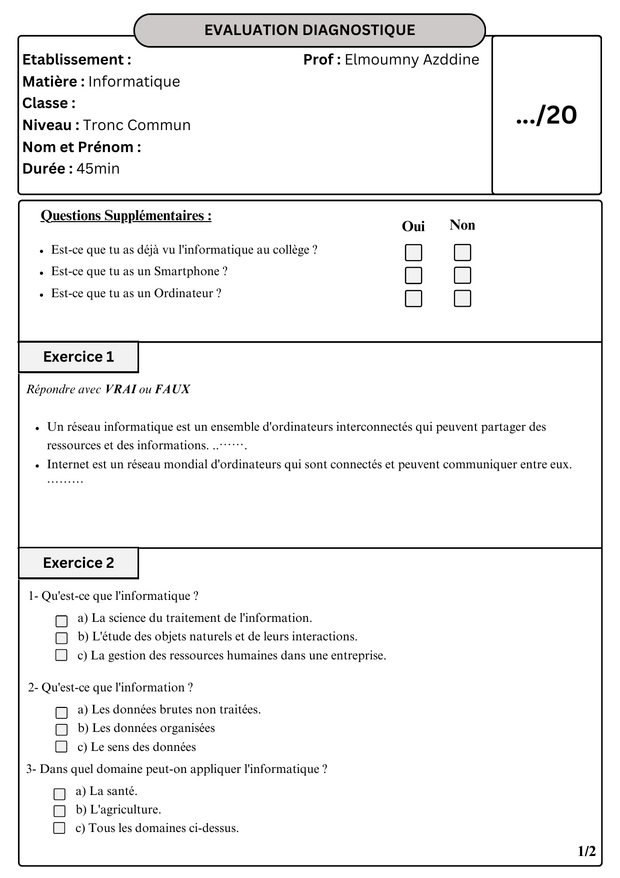 EVALUATION DIAGNOSTIQUE
Etablissement :
Prof : Elmoumny Azddine
Matière : Informatique
Classe :
Niveau : Tronc Commun
Nom et Prénom :
Durée : 45min
.../20
Questions Supplémentaires :
Oui Non
• Est-ce que tu as déjà vu l'informatique au collège ?
• Est-ce que tu as un Smartphone ?
• Est-ce que tu as un Ordinateur ?
Exercice 1
Répondre avec VRAI ou FAUX
• Un réseau informatique est un ensemble d'ordinateurs interconnectés qui peuvent partager des
ressources et des informations. ...……. 
• Internet est un réseau mondial d'ordinateurs qui sont connectés et peuvent communiquer entre eux.
………
Exercice 2
1- Qu'est-ce que l'informatique ?
a) La science du traitement de l'information.
b) L'étude des objets naturels et de leurs interactions.
c) La gestion des ressources humaines dans une entreprise.
2- Qu'est-ce que l'information ?
a) Les données brutes non traitées.
b) Les données organisées
c) Le sens des données
3- Dans quel domaine peut-on appliquer l'informatique ?
a) La santé.
b) L'agriculture.
c) Tous les domaines ci-dessus.
1/2